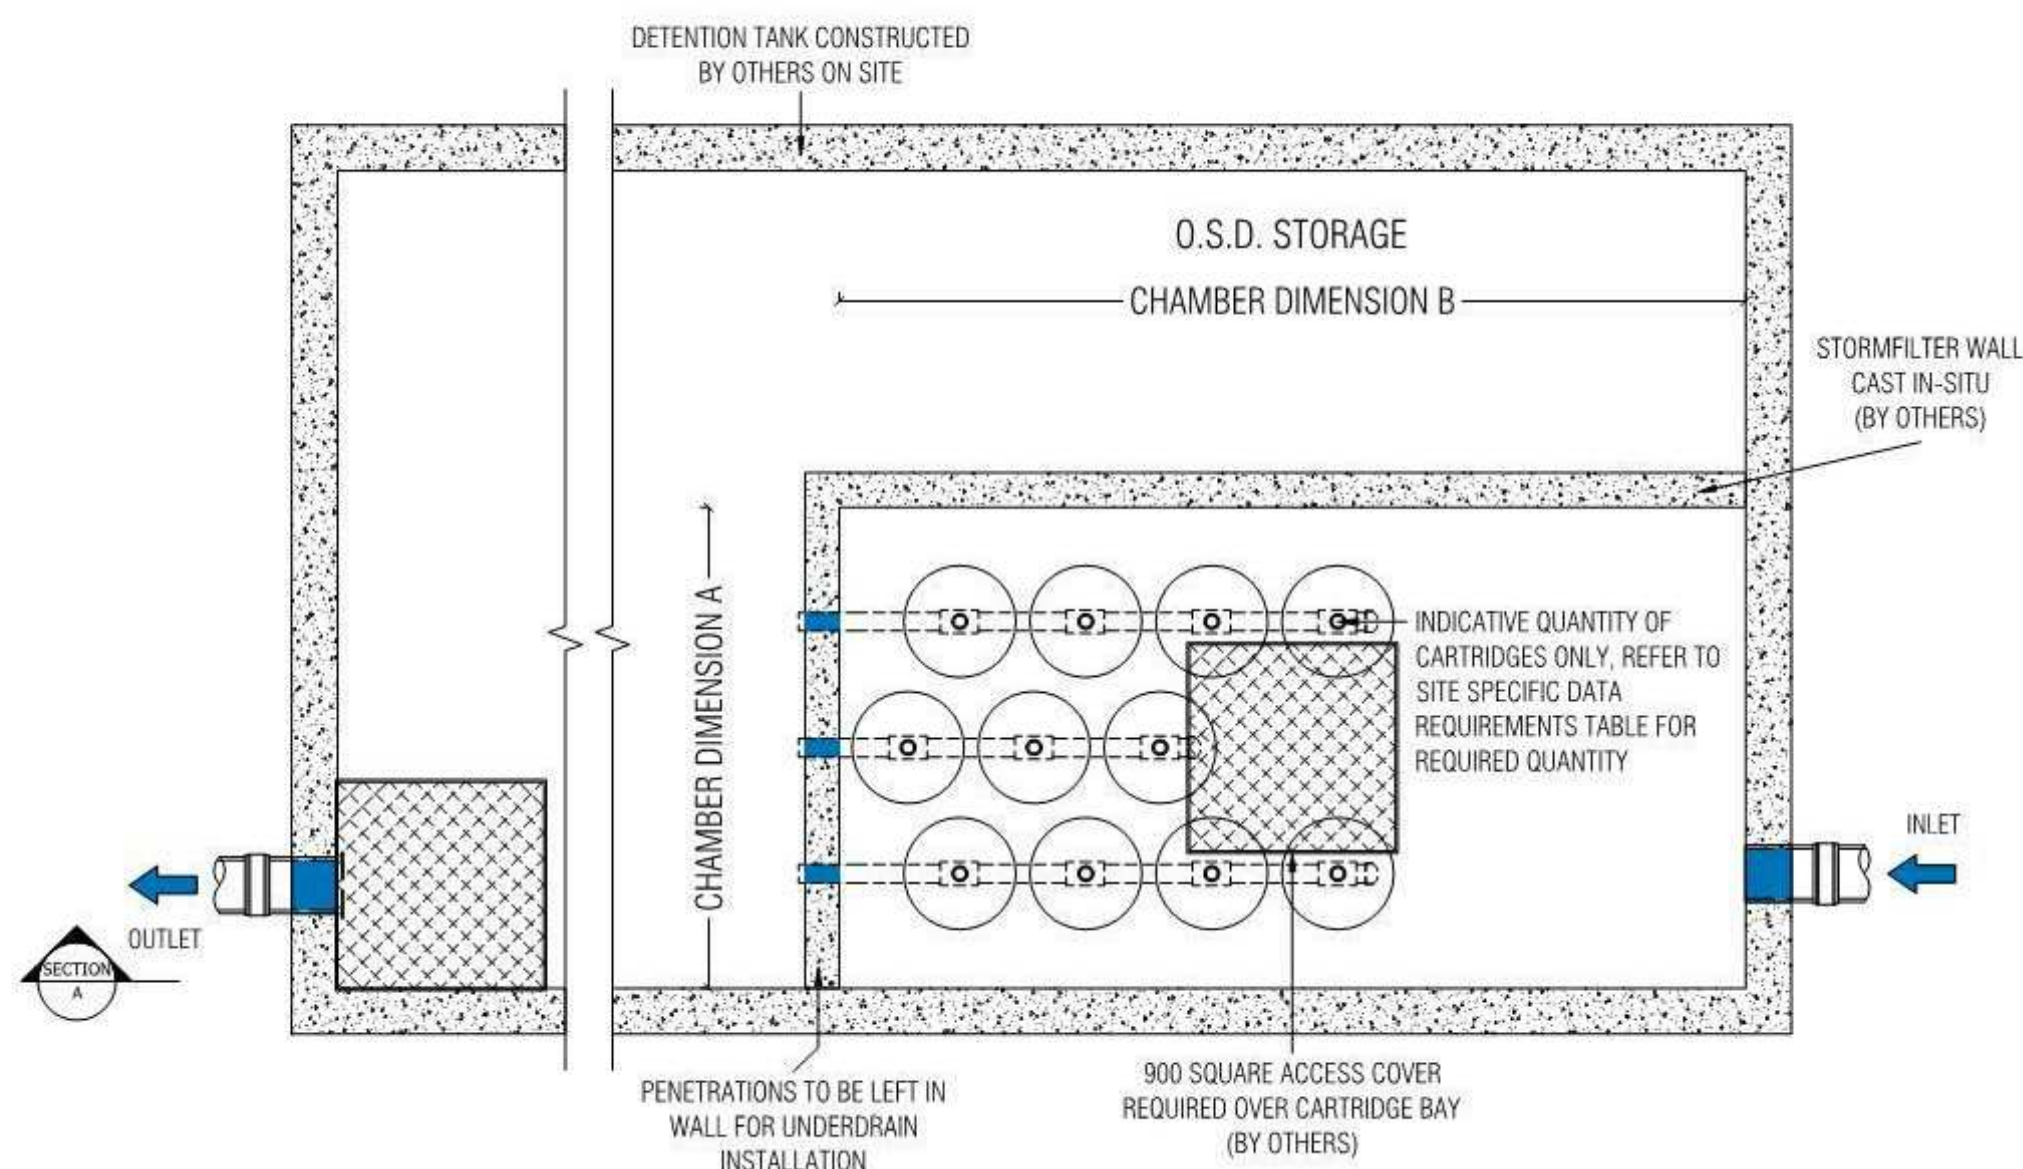 DETENTION TANK CONSTRUCTED
BY OTHERS ON SITE
O.S.D. STORAGE
CHAMBER DIMENSION B
STORMFILTER WALL
CAST IN-SITU
(BY OTHERS)
CHAMBER DIMENSION A
INDICATIVE QUANTITY OF
CARTRIDGES ONLY, REFER TO
SITE SPECIFIC DATA
REQUIREMENTS TABLE FOR
REQUIRED QUANTITY
INLET
OUTLET
SECTION
A
PENETRATIONS TO BE LEFT IN
WALL FOR UNDERDRAIN
INSTALLATION
900 SQUARE ACCESS COVER
REQUIRED OVER CARTRIDGE BAY
(BY OTHERS)